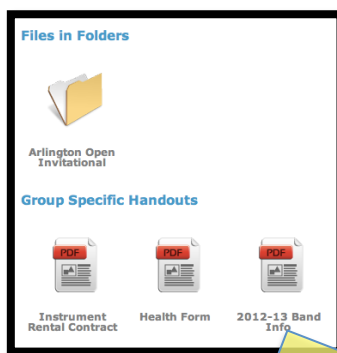 Files in Folders
Arlington Open
Invitational
Group Specific Handouts
PDF
PDF
PDF
Instrument
Rental Contract
Health Form
2012-13 Band
Info